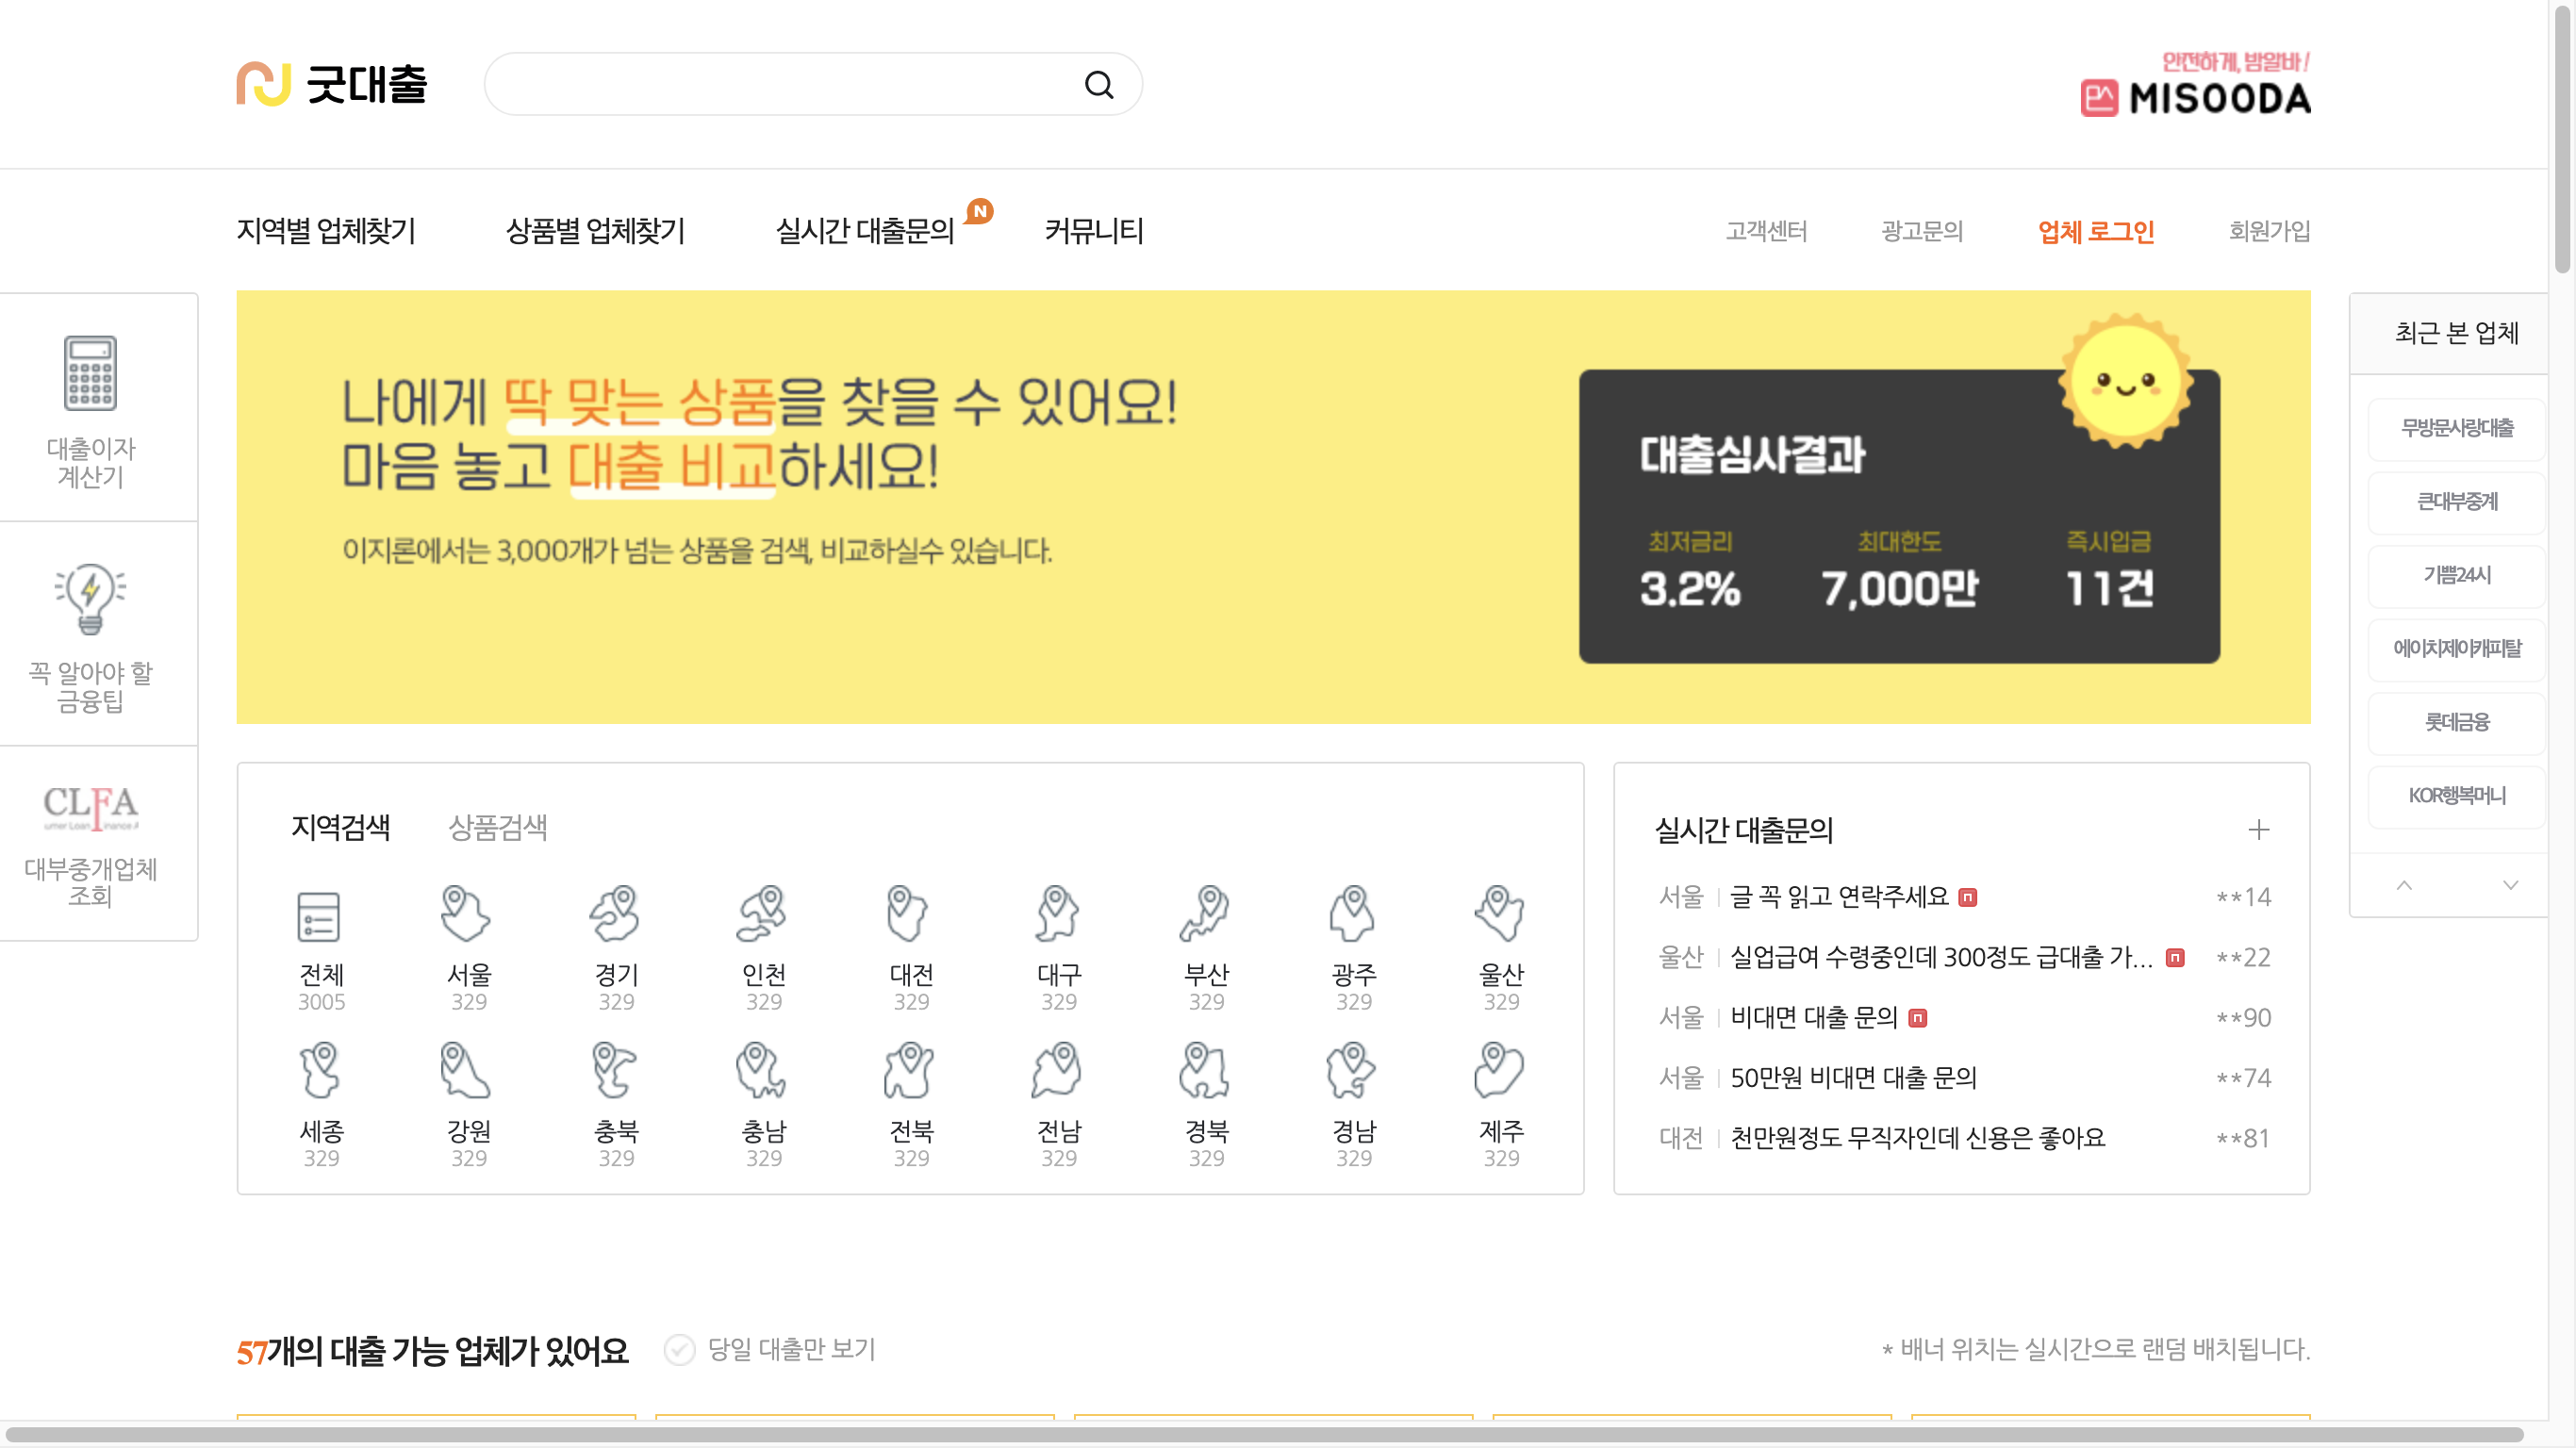 굿대출
안전하게, 밤알바!
MISOODA
지역별 업체찾기
상품별 업체찾기
실시간 대출문의
N
커뮤니티
고객센터
광고문의
업체 로그인
회원가입
대출이자
계산기
꼭 알아야 할
금융팁
CLFA
대부중개업체
조회
나에게 딱 맞는 상품을 찾을 수 있어요!
마음 놓고 대출 비교하세요!
이지론에서는 3,000개가 넘는 상품을 검색, 비교하실수 있습니다.
대출심사결과
최저금리 최대한도 즉시입금
3.2% 7,000만 11건
최근 본 업체
무방문사랑대출
큰대부중계
기쁨24시
에이치제이캐피탈
롯데금융
KOR행복머니
지역검색 상품검색
전체 서울 경기 인천 대전 대구 부산 광주 울산
3005 329 329 329 329 329 329 329 329
세종 강원 충북 충남 전북 전남 경북 경남 제주
329 329 329 329 329 329 329 329 329
실시간 대출문의
서울 글 꼭 읽고 연락주세요 **14
울산 실업급여 수령중인데 300정도 급대출 가... **22
서울 비대면 대출 문의 **90
서울 50만원 비대면 대출 문의 **74
대전 천만원정도 무직자인데 신용은 좋아요 **81
57개의 대출 가능 업체가 있어요
당일 대출만 보기
* 배너 위치는 실시간으로 랜덤 배치됩니다.